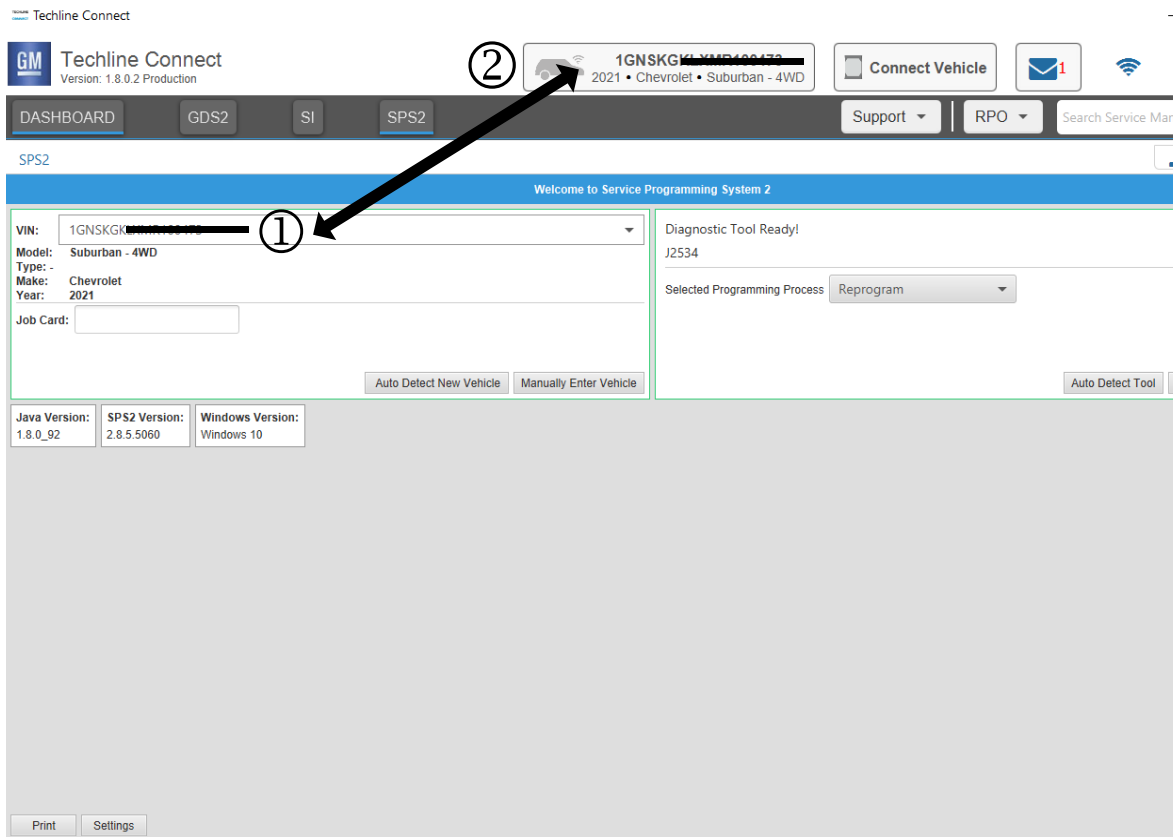 Techline Connect
GM
Techline Connect
Version: 1.8.0.2 Production
②
1GNSKG
2021 • Chevrolet • Suburban - 4WD
Connect Vehicle
1
DASHBOARD
GDS2
SI
SPS2
Support
RPO
Search Service Mar
SPS2
Welcome to Service Programming System 2
VIN: 1GNSKGK
①
Model: Suburban - 4WD
Type: -
Make: Chevrolet
Year: 2021
Job Card:
Auto Detect New Vehicle
Manually Enter Vehicle
Diagnostic Tool Ready!
J2534
Selected Programming Process Reprogram
Auto Detect Tool
Java Version:
1.8.0_92
SPS2 Version:
2.8.5.5060
Windows Version:
Windows 10
Print
Settings